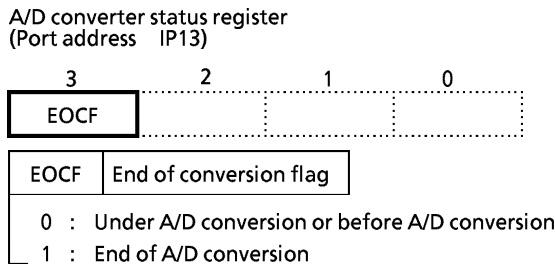 A/D converter status register
(Port address IP13)
3 2 1 0
EOCF
EOCF End of conversion flag
0 : Under A/D conversion or before A/D conversion
1 : End of A/D conversion